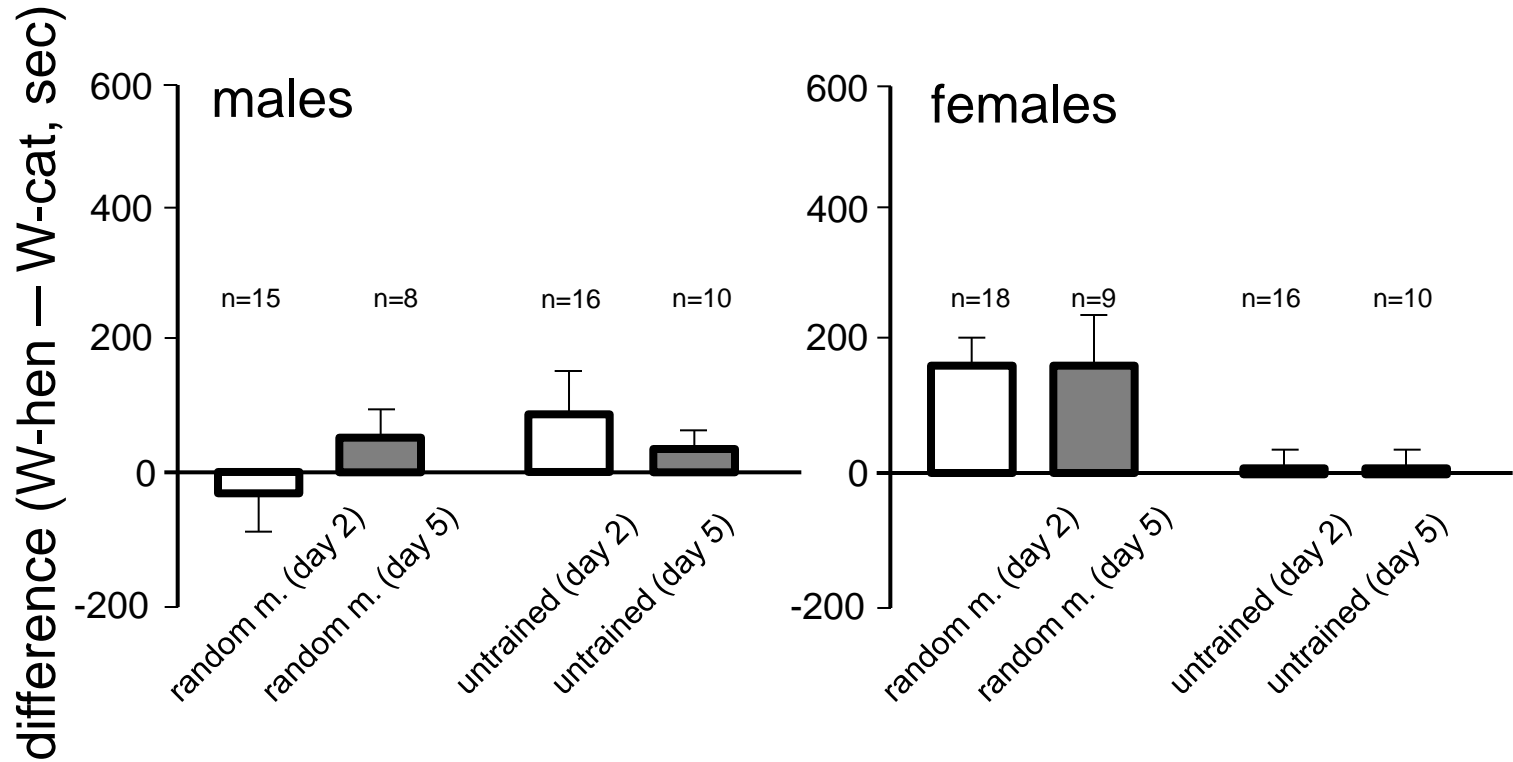 difference (W-hen — W-cat, sec)
males
600
400
200
0
-200
n=15
n=8
n=16
n=10
random m. (day 2)
random m. (day 5)
untrained (day 2)
untrained (day 5)
females
600
400
200
0
-200
n=18
n=9
n=16
n=10
random m. (day 2)
random m. (day 5)
untrained (day 2)
untrained (day 5)